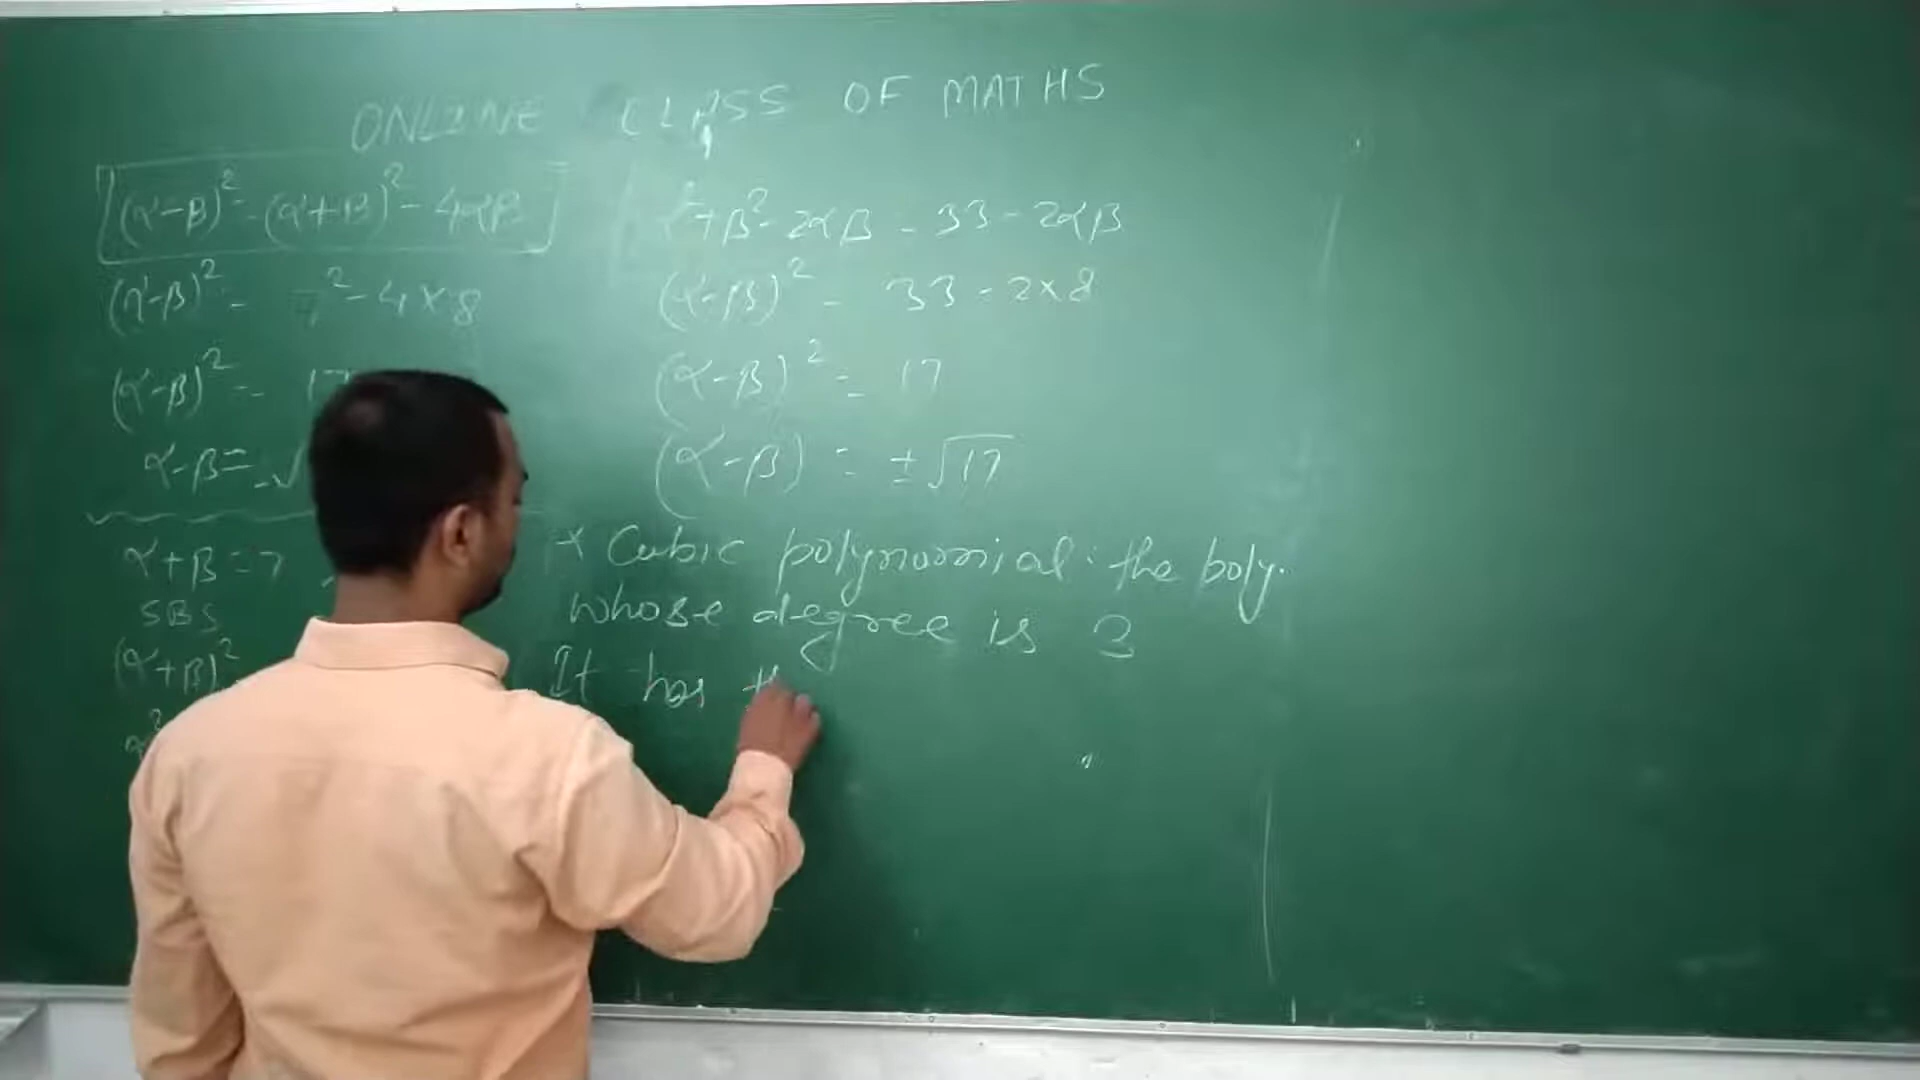 ONLINE CLASS OF MATHS
(α-β)² = (α+β)² - 4αβ
(α-β)² = 7² - 4×8
(α-β)² = 17
α-β = √
α+β = 7
SBS
(α+β)²
α²
+β² - 2αβ = 33 - 2αβ
(α-β)² = 33 - 2×8
(α-β)² = 17
(α-β) = ±√17
* Cubic polynomial: the poly.
whose degree is 3
It has